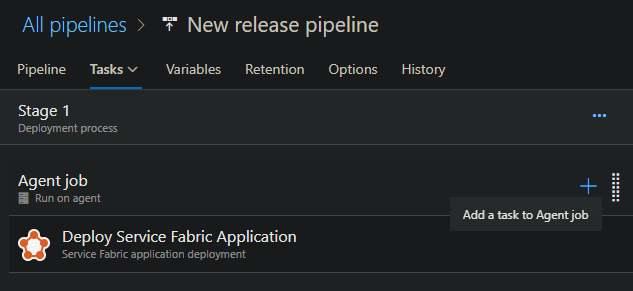 All pipelines > New release pipeline
Pipeline Tasks Variables Retention Options History
Stage 1
Deployment process
...
Agent job
Run on agent
Add a task to Agent job
Deploy Service Fabric Application
Service Fabric application deployment